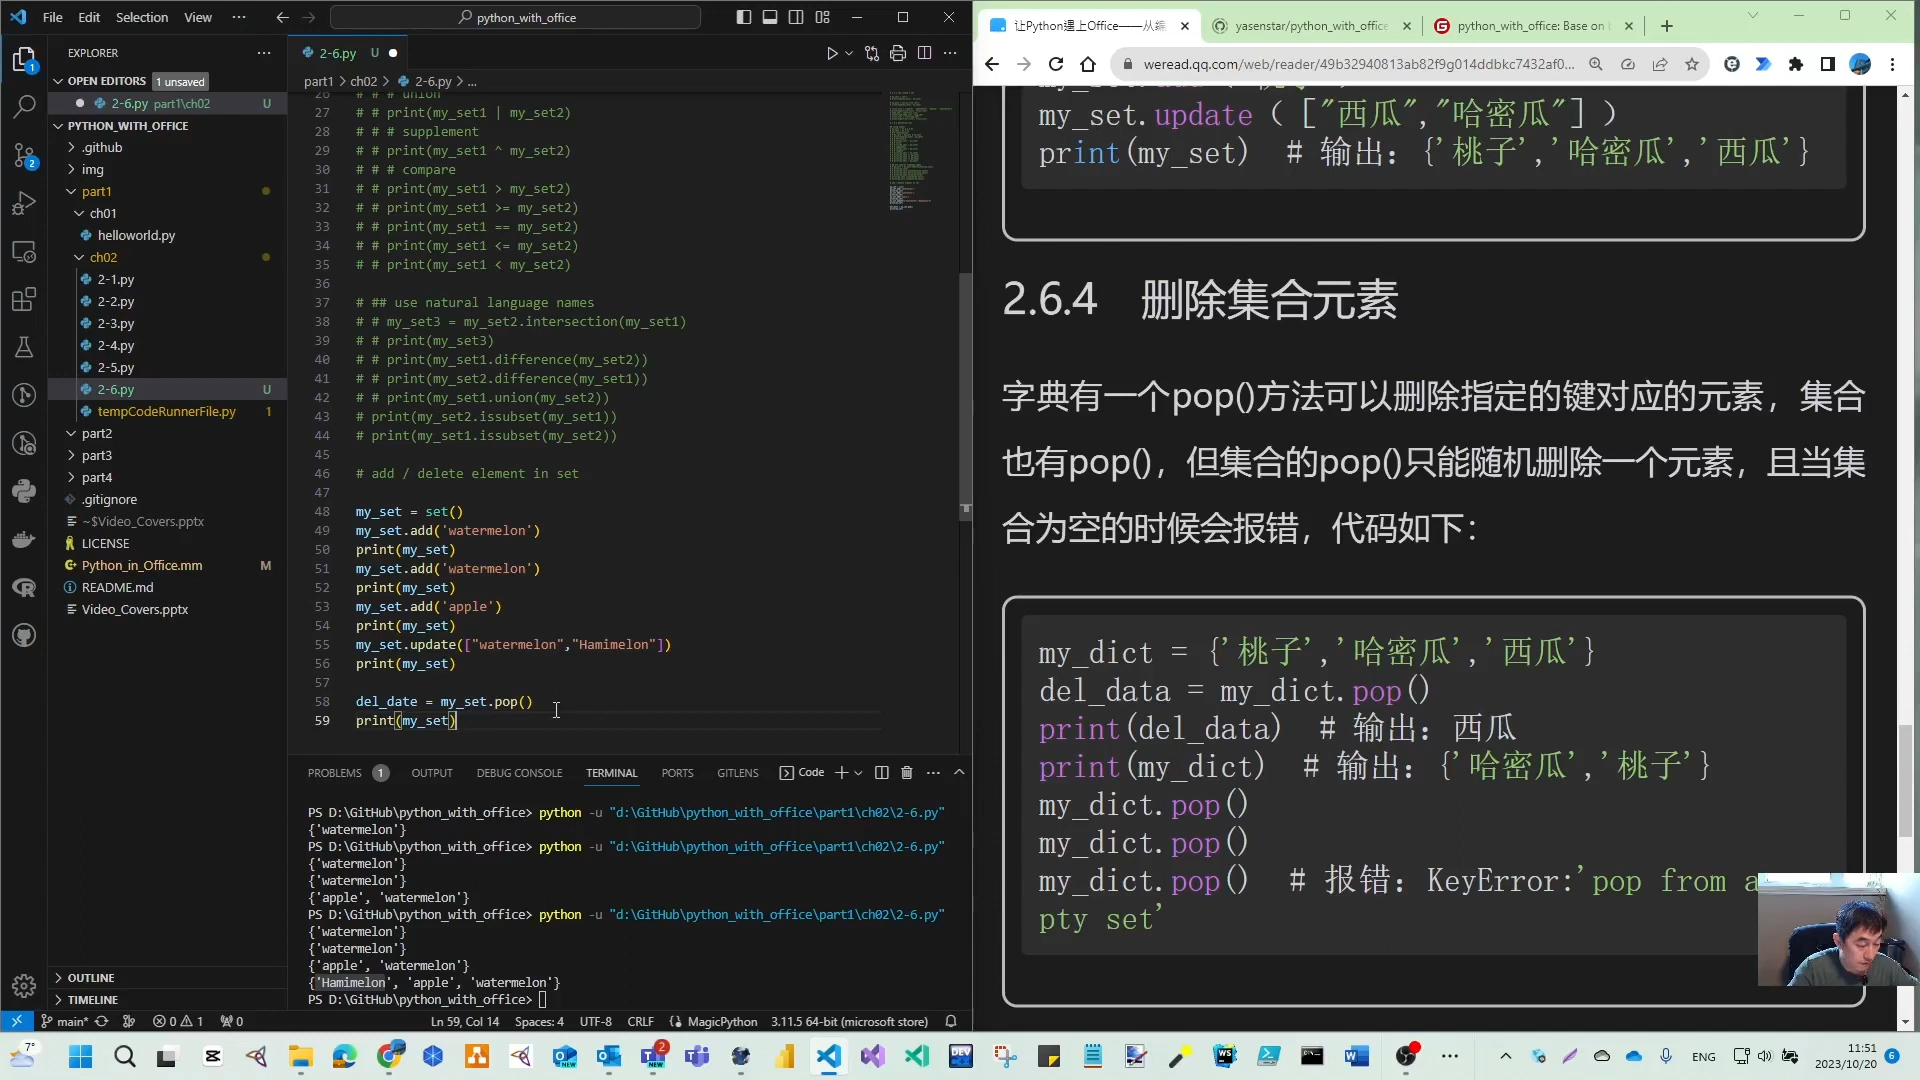 File Edit Selection View ···
python_with_office
EXPLORER
OPEN EDITORS 1 unsaved
2-6.py part1\ch02 U
PYTHON_WITH_OFFICE
.github
img
part1
ch01
helloworld.py
ch02
2-1.py
2-2.py
2-3.py
2-4.py
2-5.py
2-6.py U
tempCodeRunnerFile.py 1
part2
part3
part4
.gitignore
~$Video_Covers.pptx
LICENSE
Python_in_Office.mm M
README.md
Video_Covers.pptx
OUTLINE
TIMELINE
2-6.py U
part1 > ch02 > 2-6.py > ...
26 # # # union
27 # # print(my_set1 | my_set2)
28 # # # supplement
29 # # print(my_set1 ^ my_set2)
30 # # # compare
31 # # print(my_set1 > my_set2)
32 # # print(my_set1 >= my_set2)
33 # # print(my_set1 == my_set2)
34 # # print(my_set1 <= my_set2)
35 # # print(my_set1 < my_set2)
36
37 # ## use natural language names
38 # # my_set3 = my_set2.intersection(my_set1)
39 # # print(my_set3)
40 # # print(my_set1.difference(my_set2))
41 # # print(my_set2.difference(my_set1))
42 # # print(my_set1.union(my_set2))
43 # print(my_set2.issubset(my_set1))
44 # print(my_set1.issubset(my_set2))
45
46 # add / delete element in set
47
48 my_set = set()
49 my_set.add('watermelon')
50 print(my_set)
51 my_set.add('watermelon')
52 print(my_set)
53 my_set.add('apple')
54 print(my_set)
55 my_set.update(["watermelon","Hamimelon"])
56 print(my_set)
57
58 del_date = my_set.pop()
59 print(my_set)
PROBLEMS 1 OUTPUT DEBUG CONSOLE TERMINAL PORTS GITLENS Code
PS D:\GitHub\python_with_office> python -u "d:\GitHub\python_with_office\part1\ch02\2-6.py"
{'watermelon'}
PS D:\GitHub\python_with_office> python -u "d:\GitHub\python_with_office\part1\ch02\2-6.py"
{'watermelon'}
{'watermelon'}
{'apple', 'watermelon'}
PS D:\GitHub\python_with_office> python -u "d:\GitHub\python_with_office\part1\ch02\2-6.py"
{'watermelon'}
{'watermelon'}
{'apple', 'watermelon'}
{'Hamimelon', 'apple', 'watermelon'}
PS D:\GitHub\python_with_office>
main* 0 1 0 Ln 59, Col 14 Spaces: 4 UTF-8 CRLF MagicPython 3.11.5 64-bit (microsoft store)
让Python遇上Office——从编 yasenstar/python_with_office python_with_office: Base on
weread.qq.com/web/reader/49b32940813ab82f9g014ddbkc7432af0...
my_set.update（["西瓜","哈密瓜"]）
print(my_set) # 输出：{'桃子','哈密瓜','西瓜'}
2.6.4 删除集合元素
字典有一个pop()方法可以删除指定的键对应的元素，集合
也有pop()，但集合的pop()只能随机删除一个元素，且当集
合为空的时候会报错，代码如下：
my_dict = {'桃子','哈密瓜','西瓜'}
del_data = my_dict.pop()
print(del_data) # 输出：西瓜
print(my_dict) # 输出：{'哈密瓜','桃子'}
my_dict.pop()
my_dict.pop()
my_dict.pop() # 报错：KeyError:'pop from a
pty set'
7°
ENG
11:51
2023/10/20